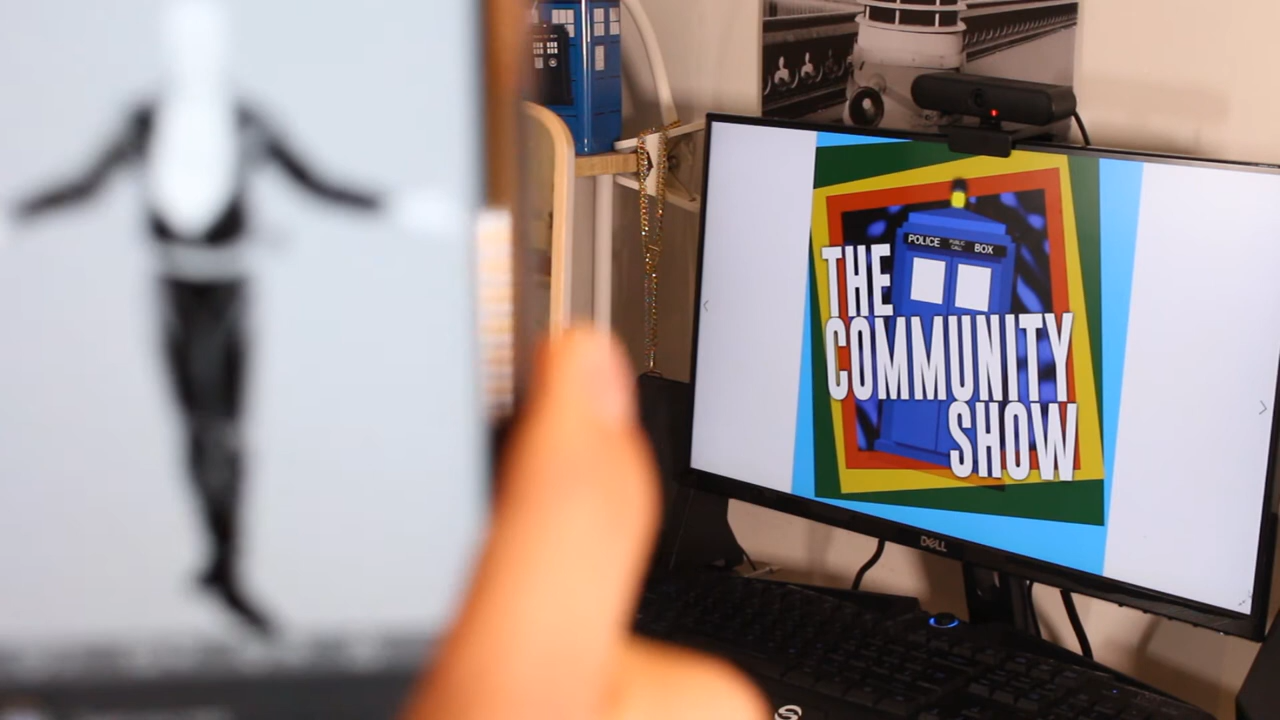 POLICE PUBLIC CALL BOX
THE
COMMUNITY
SHOW
DELL